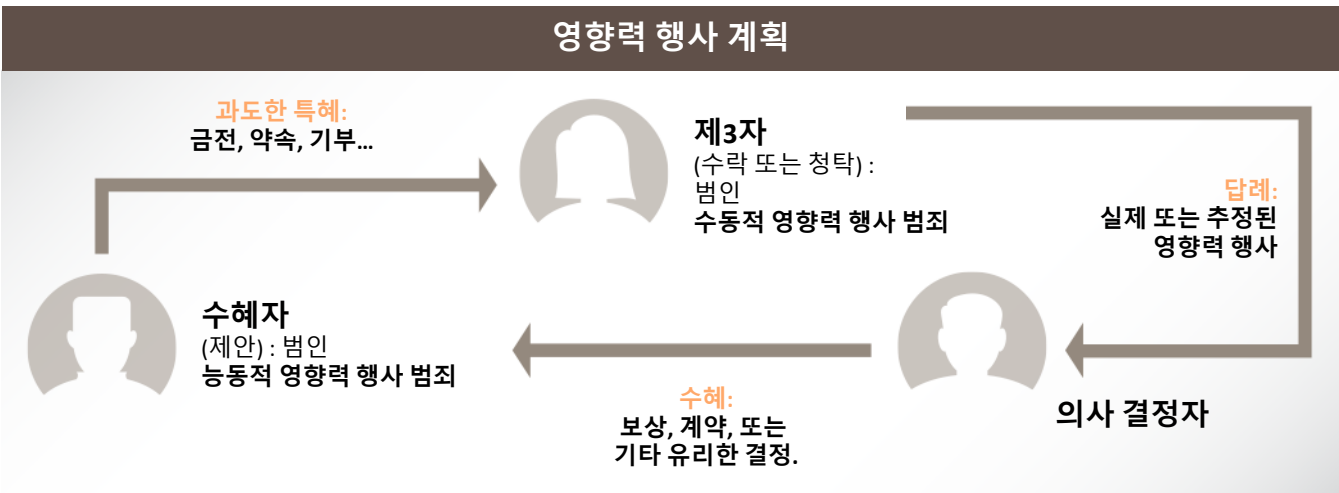 영향력 행사 계획
과도한 특혜:
금전, 약속, 기부...
제3자
(수락 또는 청탁) :
범인
수동적 영향력 행사 범죄
답례:
실제 또는 추정된
영향력 행사
수혜자
(제안) : 범인
능동적 영향력 행사 범죄
수혜:
보상, 계약, 또는
기타 유리한 결정.
의사 결정자